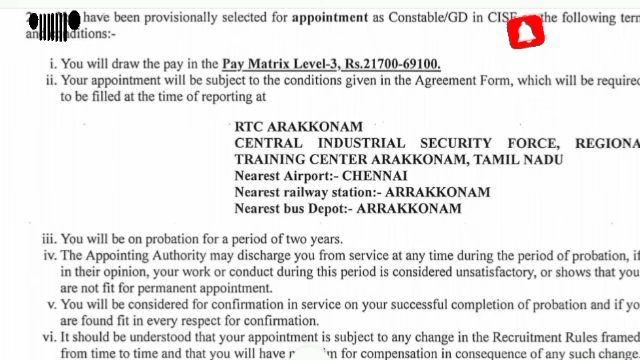 have been provisionally selected for appointment as Constable/GD in CISF the following
i. You will draw the pay in the Pay Matrix Level-3, Rs.21700-69100.
ii. Your appointment will be subject to the conditions given in the Agreement Form, which will be required
to be filled at the time of reporting at
RTC ARAKKONAM
CENTRAL INDUSTRIAL SECURITY FORCE, REGIONA
TRAINING CENTER ARAKKONAM, TAMIL NADU
Nearest Airport:- CHENNAI
Nearest railway station:- ARRAKKONAM
Nearest bus Depot:- ARRAKKONAM
iii. You will be on probation for a period of two years.
iv. The Appointing Authority may discharge you from service at any time during the period of probation, if
in their opinion, your work or conduct during this period is considered unsatisfactory, or shows that you
are not fit for permanent appointment.
v. You will be considered for confirmation in service on your successful completion of probation and if yo
are found fit in every respect for confirmation.
vi. It should be understood that your appointment is subject to any change in the Recruitment Rules framed
from time to time and that you will have for compensation in consequence of any such change